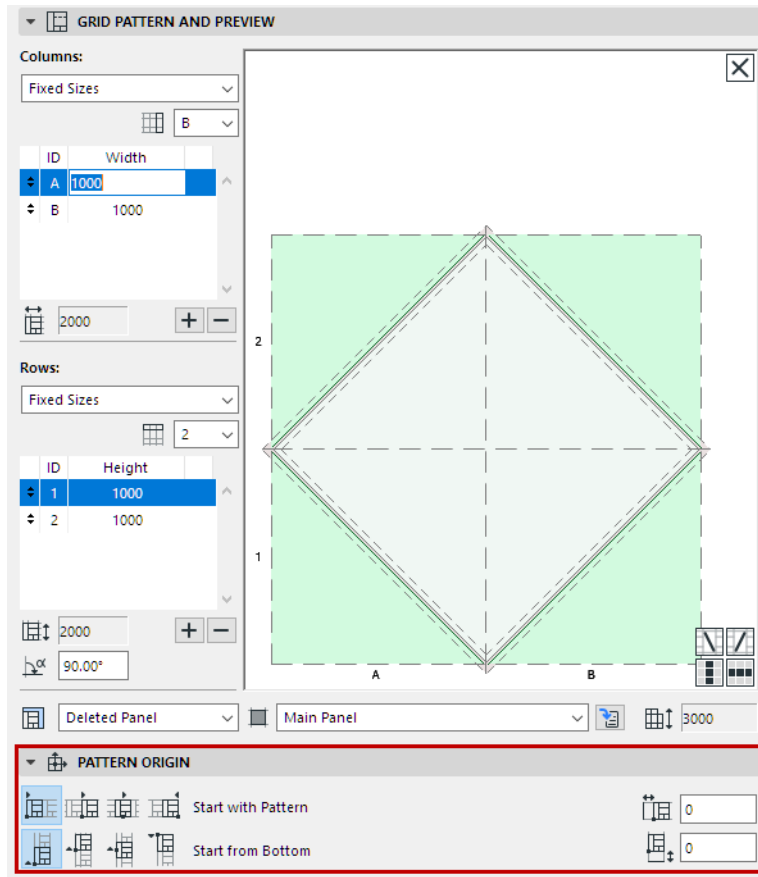 GRID PATTERN AND PREVIEW
Columns:
Fixed Sizes
B
ID Width
A 1000
B 1000
2000
Rows:
Fixed Sizes
2
ID Height
1 1000
2 1000
2000
α
90.00°
2
1
A B
Deleted Panel
Main Panel
3000
PATTERN ORIGIN
Start with Pattern
0
Start from Bottom
0